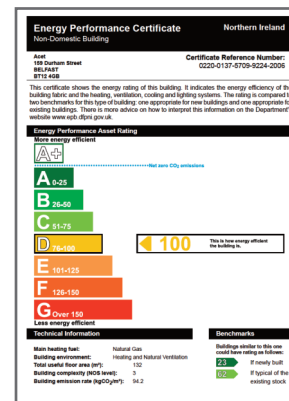 Energy Performance Certificate
Northern Ireland
Non-Domestic Building
Acet
159 Durham Street
BELFAST
BT12 4GB
Certificate Reference Number:
0220-0137-5709-9224-2006
This certificate shows the energy rating of this building. It indicates the energy efficiency of the
building fabric and the heating, ventilation, cooling and lighting systems. The rating is compared t
two benchmarks for this type of building: one appropriate for new buildings and one appropriate fo
existing buildings. There is more advice on how to interpret this information on the Department'
website www.epb.dfpni.gov.uk.
Energy Performance Asset Rating
More energy efficient
A+
Net zero CO₂ emissions
A 0-25
B 26-50
C 51-75
D 76-100
100
This is how energy efficient
the building is.
E 101-125
F 126-150
G Over 150
Less energy efficient
Technical Information
Main heating fuel: Natural Gas
Building environment: Heating and Natural Ventilation
Total useful floor area (m²): 132
Building complexity (NOS level): 3
Building emission rate (kgCO₂/m²): 94.2
Benchmarks
Buildings similar to this one
could have rating as follows:
23 If newly built
If typical of the
existing stock